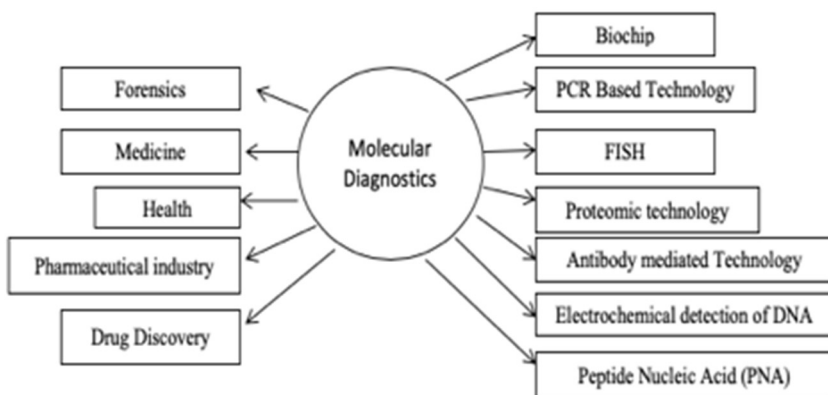 Forensics
Medicine
Health
Pharmaceutical industry
Drug Discovery
Molecular
Diagnostics
Biochip
PCR Based Technology
FISH
Proteomic technology
Antibody mediated Technology
Electrochemical detection of DNA
Peptide Nucleic Acid (PNA)